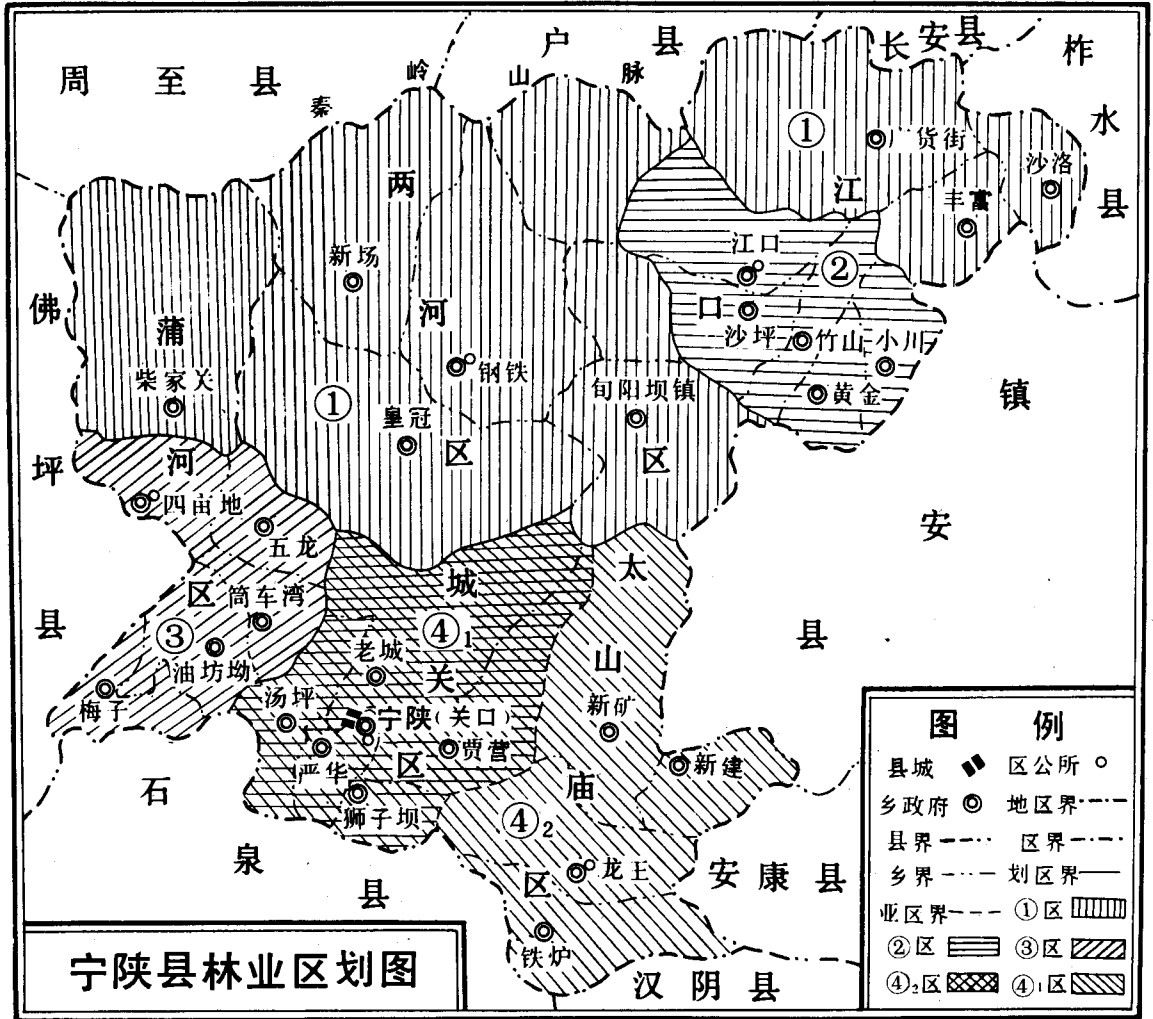 户县
长安县
柞水县
周至县
秦岭山脉
①
广货街
沙洛
两
江
丰富
新场
江口
②
佛坪县
蒲
河
口
沙坪
竹山
小川
柴家关
钢铁
旬阳坝镇
黄金
镇安县
①
皇冠
区
区
河
四亩地
五龙
城
太
区
筒车湾
③
④₁
老城
山
油坊坳
关
梅子
汤坪
宁陕(关口)
新矿
严华
贾营
区
新建
狮子坝
庙
石泉县
④₂
龙王
安康县
区
铁炉
汉阴县
图例
县城 区公所
乡政府 地区界
县界 区界
乡界 划区界
业区界 ①区
②区 ③区
④₂区 ④₁区
宁陕县林业区划图